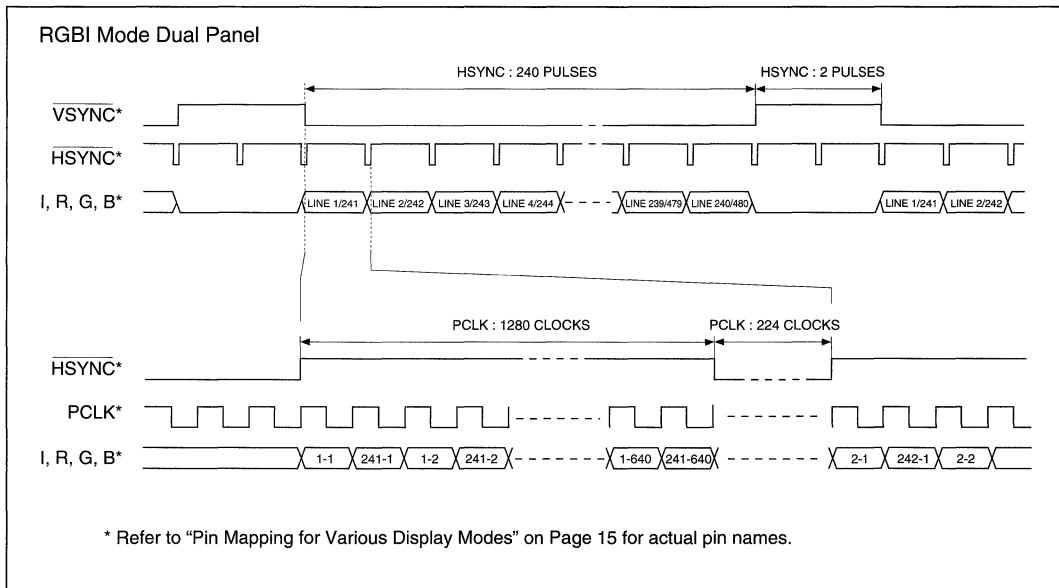 RGBI Mode Dual Panel
HSYNC : 240 PULSES HSYNC : 2 PULSES
VSYNC*
HSYNC*
I, R, G, B* LINE 1/241 LINE 2/242 LINE 3/243 LINE 4/244 LINE 239/479 LINE 240/480 LINE 1/241 LINE 2/242
PCLK : 1280 CLOCKS PCLK : 224 CLOCKS
HSYNC*
PCLK*
I, R, G, B* 1-1 241-1 1-2 241-2 1-640 241-640 2-1 242-1 2-2
* Refer to “Pin Mapping for Various Display Modes” on Page 15 for actual pin names.